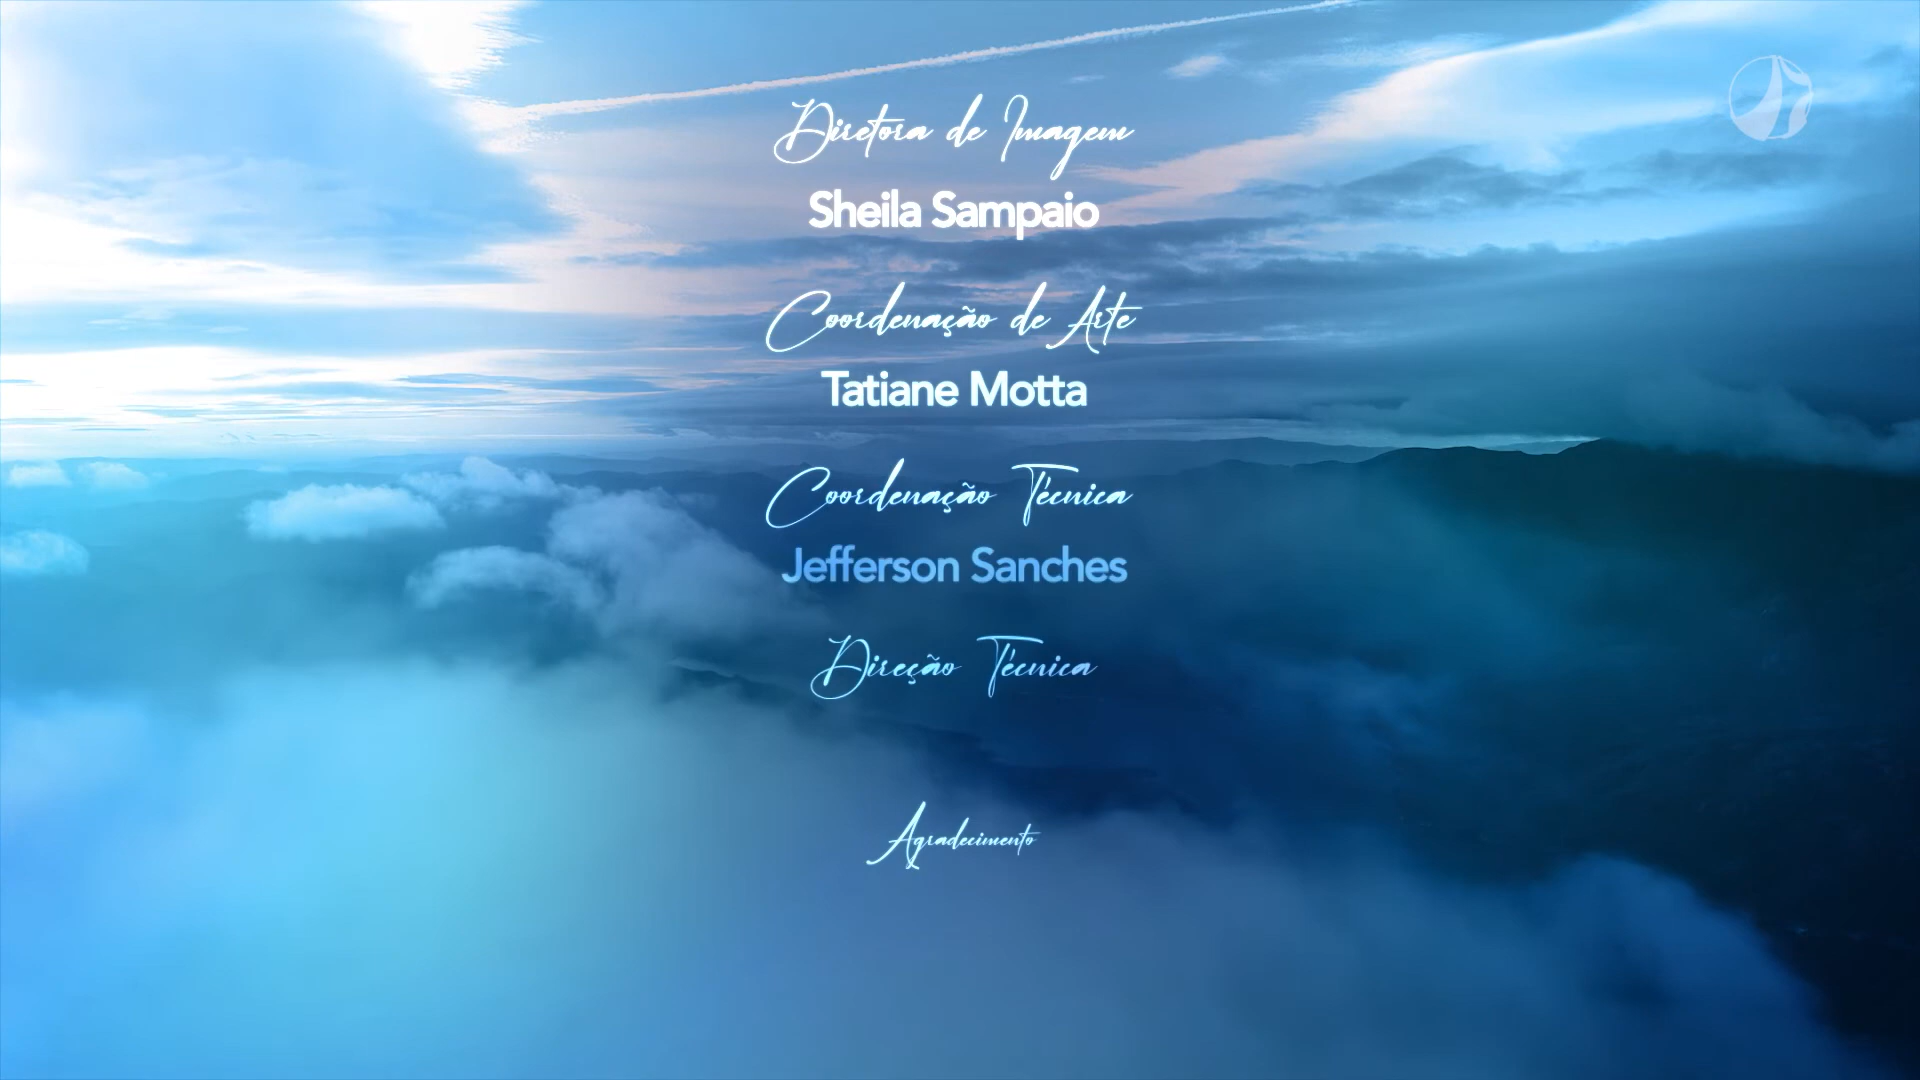 Diretora de Imagem
Sheila Sampaio
Coordenação de Arte
Tatiane Motta
Coordenação Técnica
Jefferson Sanches
Direção Técnica
Agradecimento